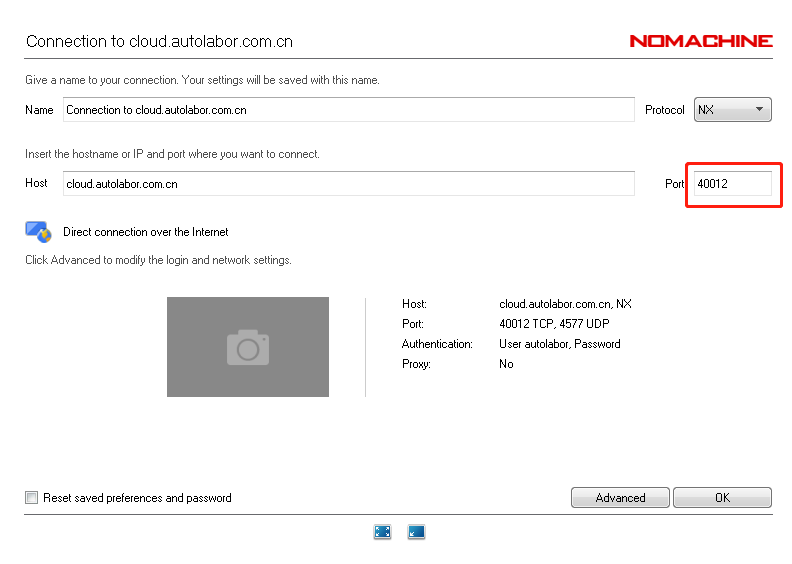 Connection to cloud.autolabor.com.cn NOMACHINE
Give a name to your connection. Your settings will be saved with this name.
Name Connection to cloud.autolabor.com.cn Protocol NX
Insert the hostname or IP and port where you want to connect.
Host cloud.autolabor.com.cn Port 40012
Direct connection over the Internet
Click Advanced to modify the login and network settings.
Host: cloud.autolabor.com.cn, NX
Port: 40012 TCP, 4577 UDP
Authentication: User autolabor, Password
Proxy: No
Reset saved preferences and password Advanced OK